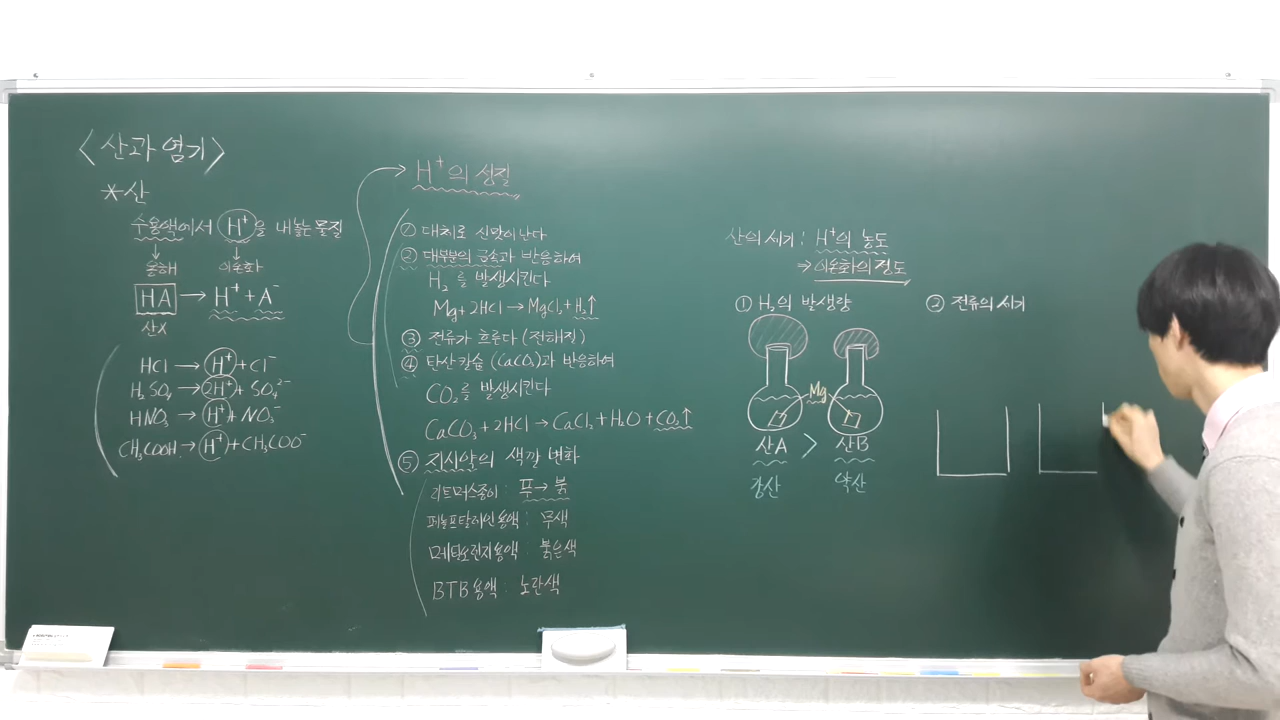 <산과 염기>
*산
수용액에서 H⁺을 내놓는 물질
↓ ↓
용해 이온화
HA → H⁺ + A⁻
산X
HCl → H⁺ + Cl⁻
H₂SO₄ → 2H⁺ + SO₄²⁻
HNO₃ → H⁺ + NO₃⁻
CH₃COOH → H⁺ + CH₃COO⁻
H⁺의 성질
① 대체로 신맛이 난다
② 대부분의 금속과 반응하여
H₂를 발생시킨다
Mg + 2HCl → MgCl₂ + H₂↑
③ 전류가 흐른다 (전해질)
④ 탄산칼슘 (CaCO₃)과 반응하여
CO₂를 발생시킨다
CaCO₃ + 2HCl → CaCl₂ + H₂O + CO₂↑
⑤ 지시약의 색깔 변화
리트머스종이 : 푸 → 붉
페놀프탈레인용액 : 무색
메틸오렌지용액 : 붉은색
BTB용액 : 노란색
산의 세기 : H⁺의 농도
⇒ 이온화의 정도
① H₂의 발생량
Mg
산A > 산B
강산 약산
② 전류의 세기